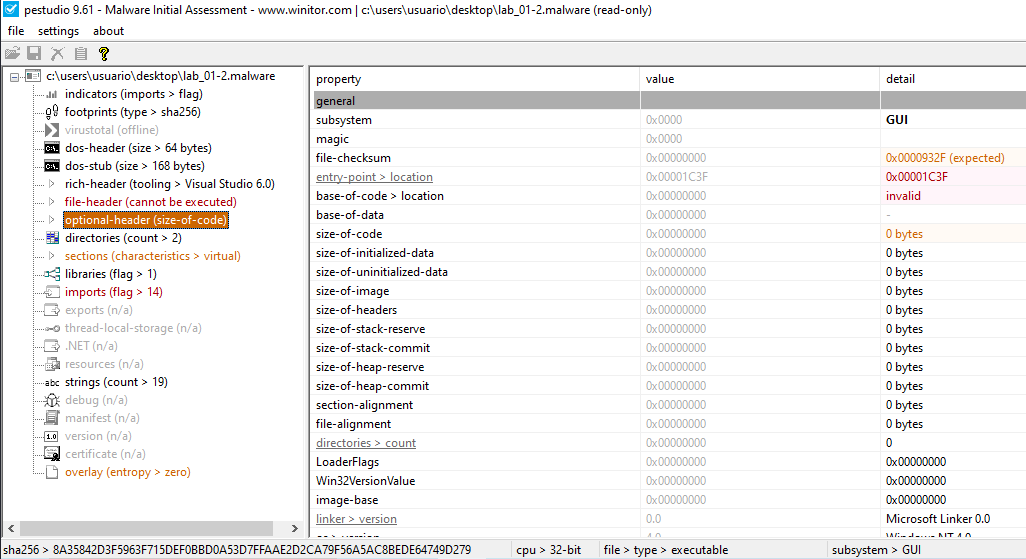 pestudio 9.61 - Malware Initial Assessment - www.winitor.com | c:\users\usuario\desktop\lab_01-2.malware (read-only)
file settings about
c:\users\usuario\desktop\lab_01-2.malware
indicators (imports > flag)
footprints (type > sha256)
virustotal (offline)
dos-header (size > 64 bytes)
dos-stub (size > 168 bytes)
rich-header (tooling > Visual Studio 6.0)
file-header (cannot be executed)
optional-header (size-of-code)
directories (count > 2)
sections (characteristics > virtual)
libraries (flag > 1)
imports (flag > 14)
exports (n/a)
thread-local-storage (n/a)
.NET (n/a)
resources (n/a)
abc strings (count > 19)
debug (n/a)
manifest (n/a)
1.0 version (n/a)
certificate (n/a)
overlay (entropy > zero)
property value detail
general
subsystem 0x0000 GUI
magic 0x0000
file-checksum 0x00000000 0x0000932F (expected)
entry-point > location 0x00001C3F 0x00001C3F
base-of-code > location 0x00000000 invalid
base-of-data 0x00000000 -
size-of-code 0x00000000 0 bytes
size-of-initialized-data 0x00000000 0 bytes
size-of-uninitialized-data 0x00000000 0 bytes
size-of-image 0x00000000 0 bytes
size-of-headers 0x00000000 0 bytes
size-of-stack-reserve 0x00000000 0 bytes
size-of-stack-commit 0x00000000 0 bytes
size-of-heap-reserve 0x00000000 0 bytes
size-of-heap-commit 0x00000000 0 bytes
section-alignment 0x00000000 0 bytes
file-alignment 0x00000000 0 bytes
directories > count 0x00000000 0
LoaderFlags 0x00000000 0x00000000
Win32VersionValue 0x00000000 0x00000000
image-base 0x00000000 0x00000000
linker > version 0.0 Microsoft Linker 0.0
sha256 > 8A35842D3F5963F715DEF0BBD0A53D7FFAAE2D2CA79F56A5AC8BEDE64749D279 cpu > 32-bit file > type > executable subsystem > GUI